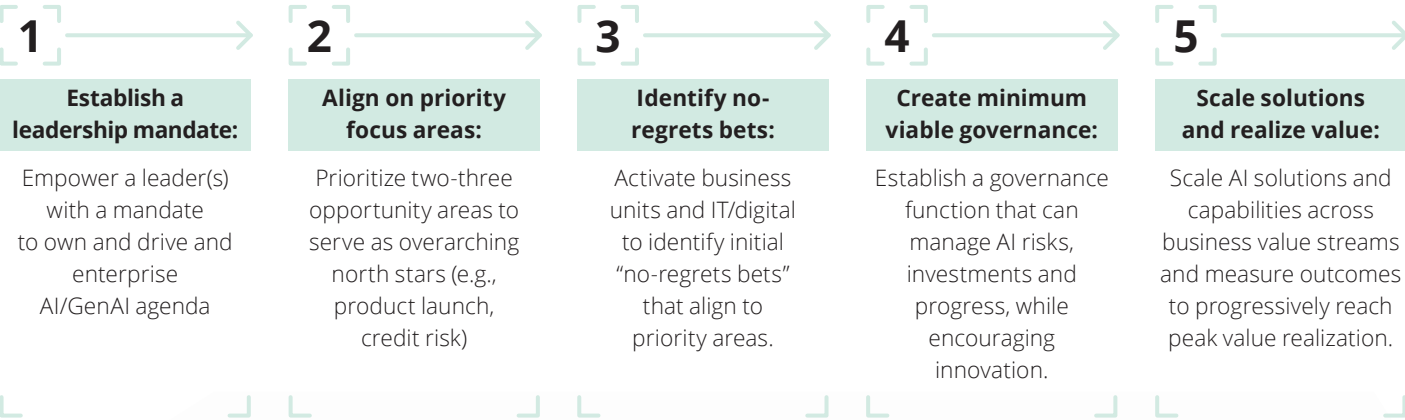 1
Establish a
leadership mandate:
Empower a leader(s)
with a mandate
to own and drive and
enterprise
AI/GenAI agenda
2
Align on priority
focus areas:
Prioritize two-three
opportunity areas to
serve as overarching
north stars (e.g.,
product launch,
credit risk)
3
Identify no-
regrets bets:
Activate business
units and IT/digital
to identify initial
“no-regrets bets”
that align to
priority areas.
4
Create minimum
viable governance:
Establish a governance
function that can
manage AI risks,
investments and
progress, while
encouraging
innovation.
5
Scale solutions
and realize value:
Scale AI solutions and
capabilities across
business value streams
and measure outcomes
to progressively reach
peak value realization.